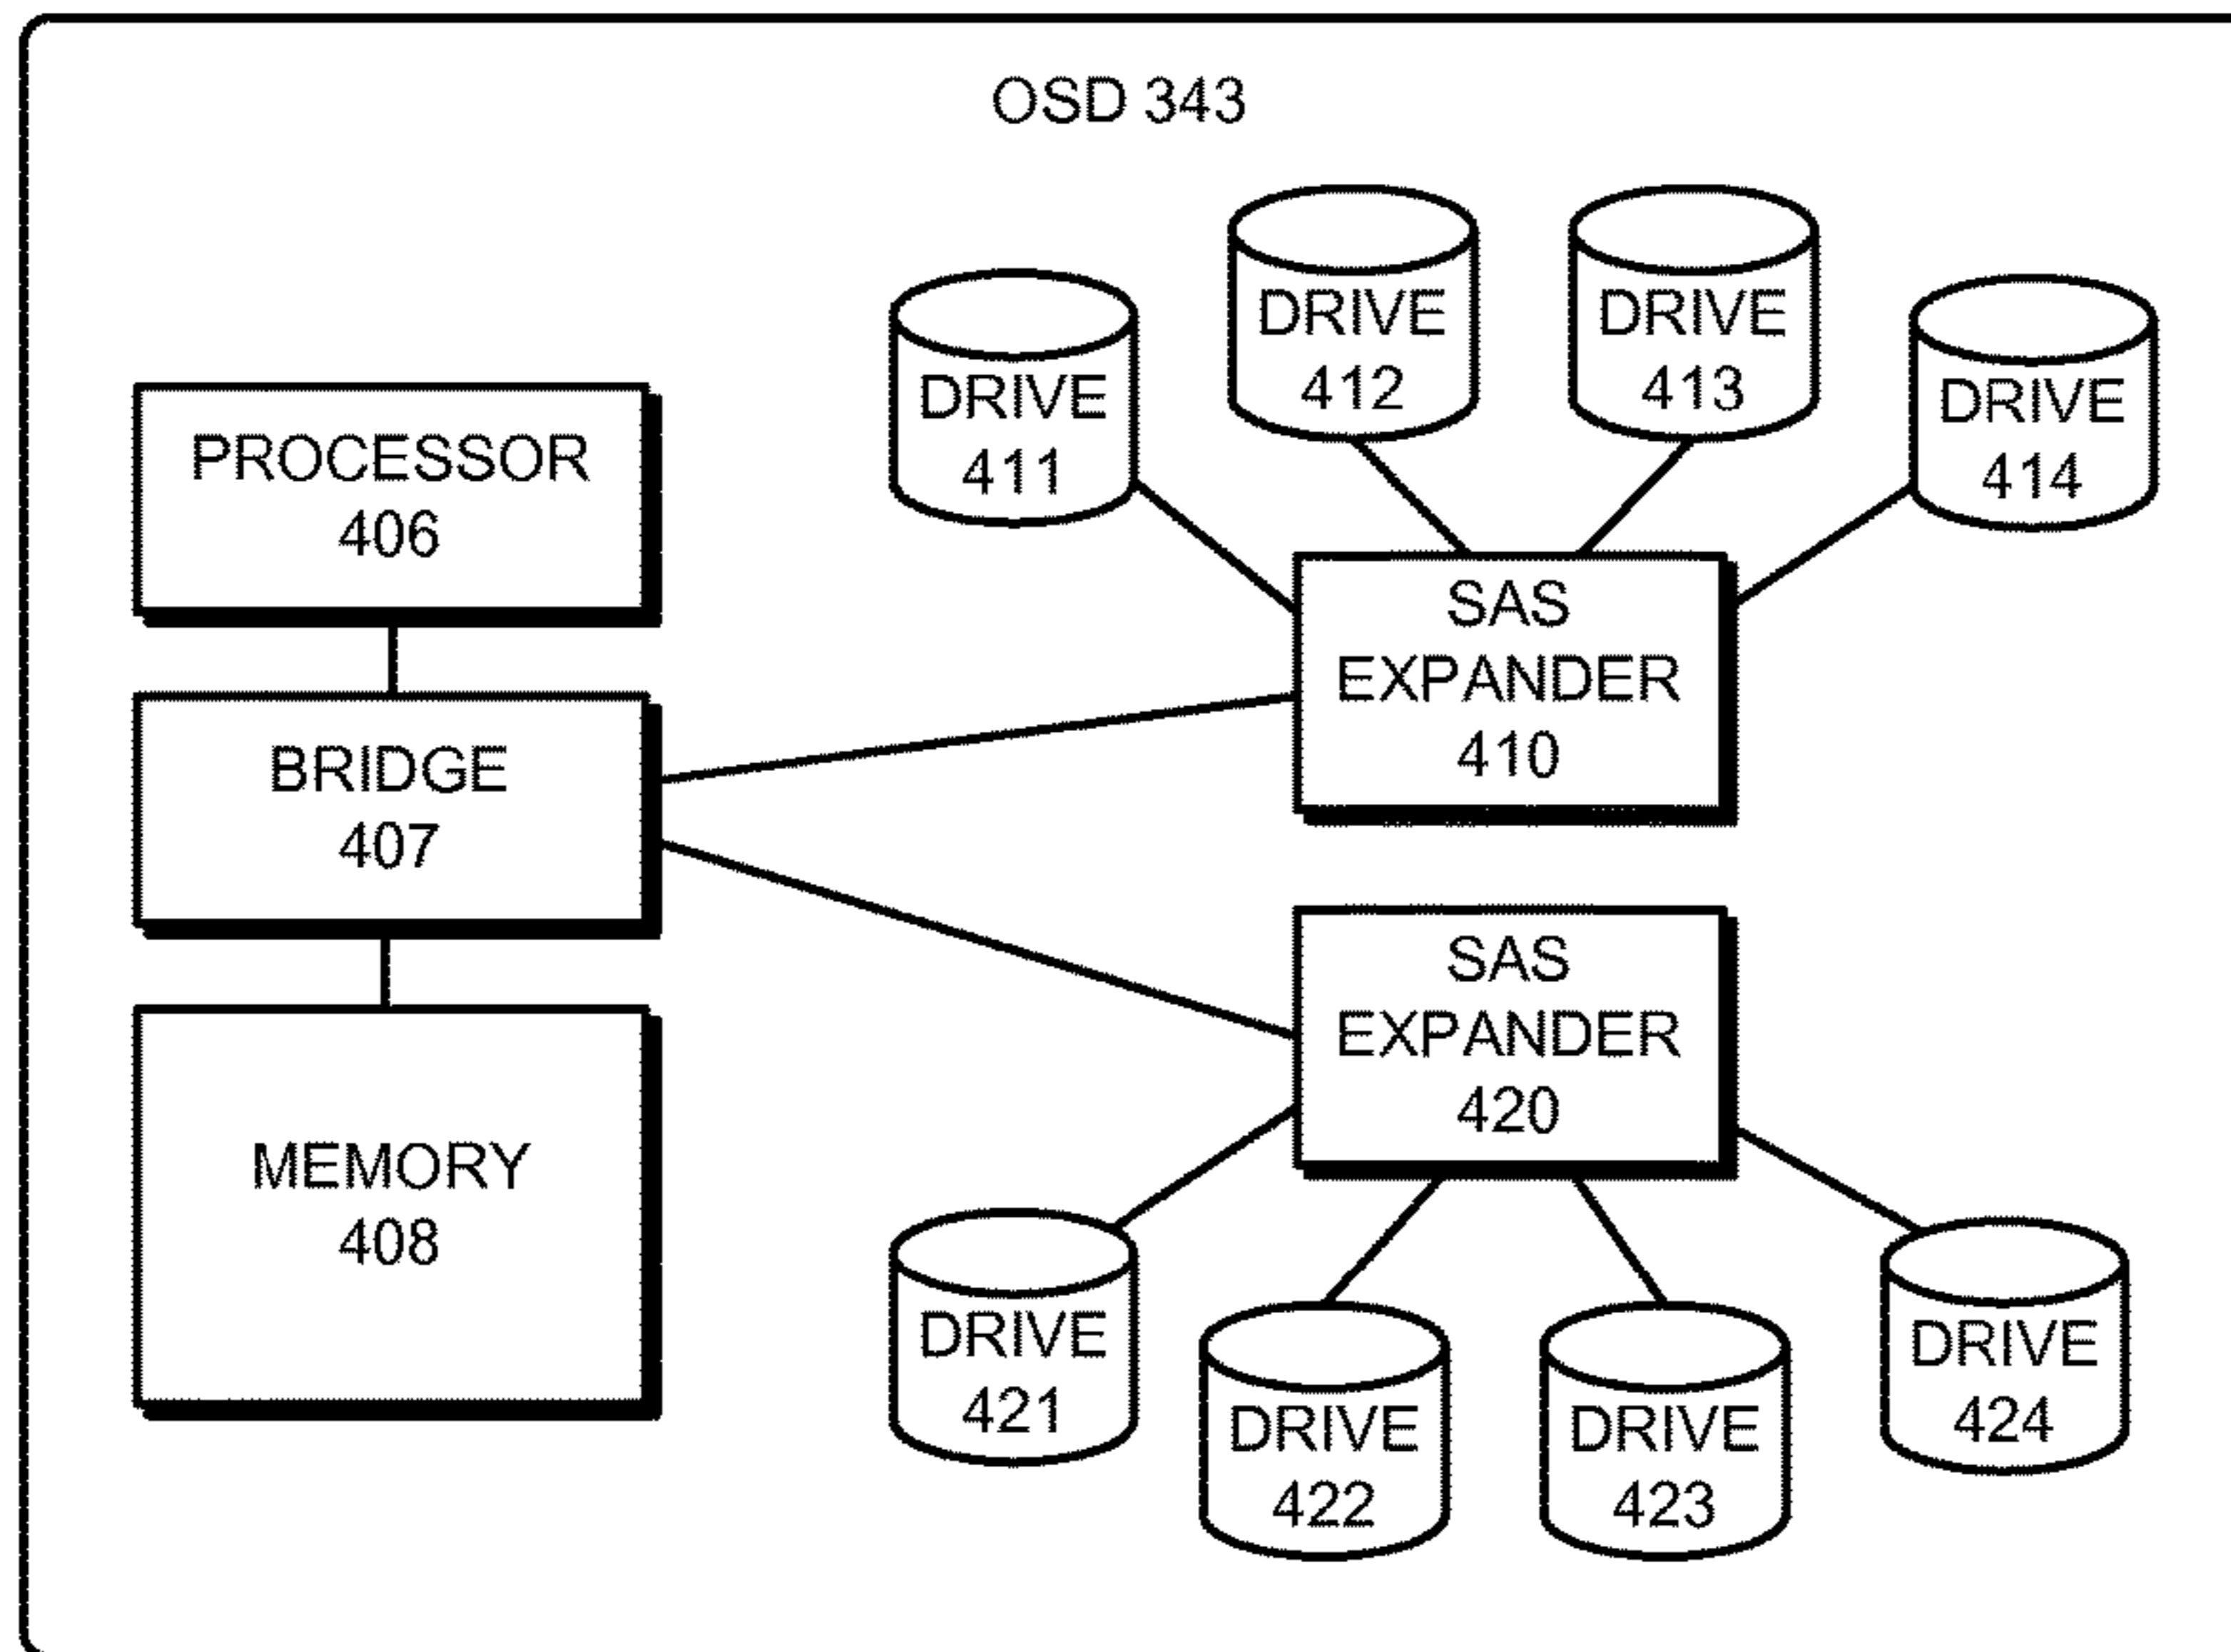 OSD 343
DRIVE
412
DRIVE
413
DRIVE
411
DRIVE
414
PROCESSOR
406
SAS
EXPANDER
410
BRIDGE
407
SAS
EXPANDER
420
MEMORY
408
DRIVE
421
DRIVE
422
DRIVE
423
DRIVE
424